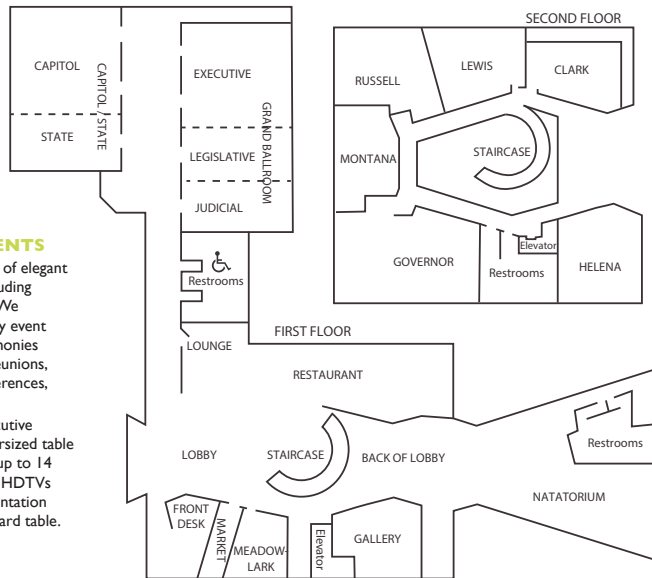 SECOND FLOOR
CAPITOL
CAPITOL / STATE
STATE
EXECUTIVE
GRAND BALLROOM
LEGISLATIVE
JUDICIAL
Restrooms
RUSSELL
LEWIS
CLARK
MONTANA
STAIRCASE
GOVERNOR
Elevator
Restrooms
HELENA
ENTS
of elegant
uding
We
y event
monies
eunions,
erences,
cutive
rsized table
up to 14
HDTVs
ntation
ard table.
FIRST FLOOR
LOUNGE
RESTAURANT
LOBBY
STAIRCASE
BACK OF LOBBY
Restrooms
NATATORIUM
FRONT
DESK
MARKET
MEADOW-
LARK
Elevator
GALLERY